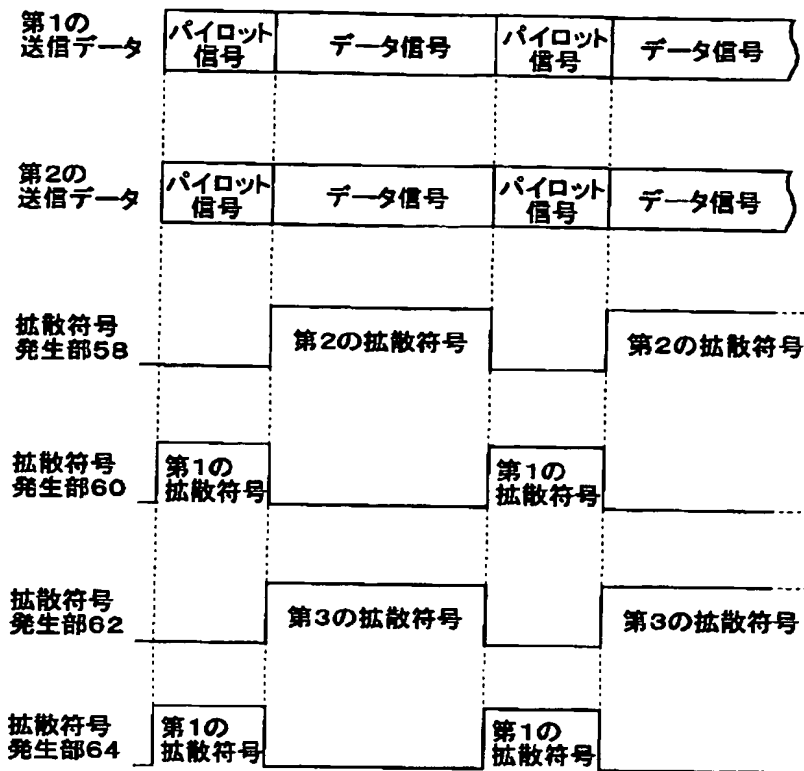 第1の
送信データ
パイロット
信号
データ信号
パイロット
信号
データ信号
第2の
送信データ
パイロット
信号
データ信号
パイロット
信号
データ信号
拡散符号
発生部58
第2の拡散符号
第2の拡散符号
拡散符号
発生部60
第1の
拡散符号
第1の
拡散符号
拡散符号
発生部62
第3の拡散符号
第3の拡散符号
拡散符号
発生部64
第1の
拡散符号
第1の
拡散符号